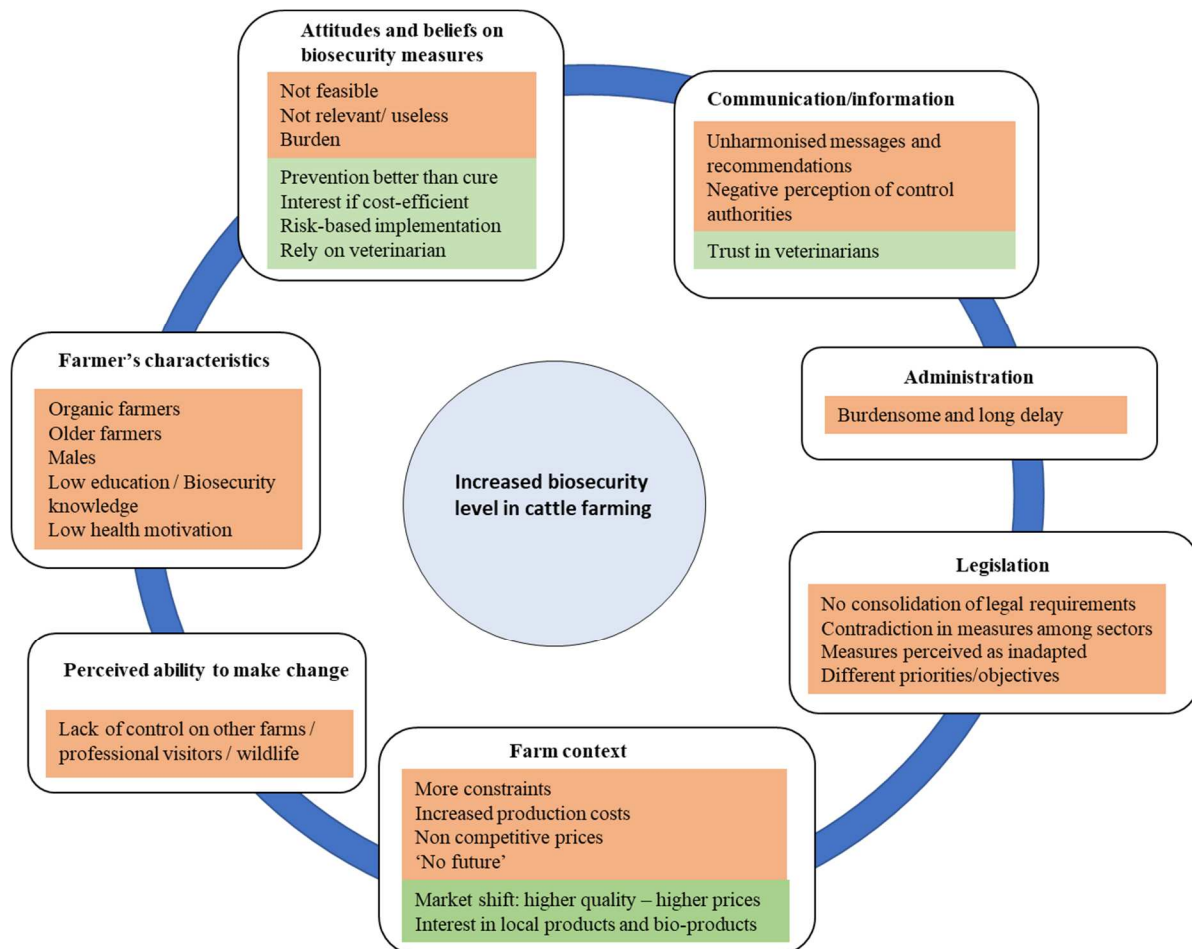 Attitudes and beliefs on
biosecurity measures
Not feasible
Not relevant/ useless
Burden
Prevention better than cure
Interest if cost-efficient
Risk-based implementation
Rely on veterinarian
Communication/information
Unharmonised messages and
recommendations
Negative perception of control
authorities
Trust in veterinarians
Farmer’s characteristics
Organic farmers
Older farmers
Males
Low education / Biosecurity
knowledge
Low health motivation
Administration
Burdensome and long delay
Increased biosecurity
level in cattle farming
Legislation
No consolidation of legal requirements
Contradiction in measures among sectors
Measures perceived as inadapted
Different priorities/objectives
Perceived ability to make change
Lack of control on other farms /
professional visitors / wildlife
Farm context
More constraints
Increased production costs
Non competitive prices
‘No future’
Market shift: higher quality – higher prices
Interest in local products and bio-products